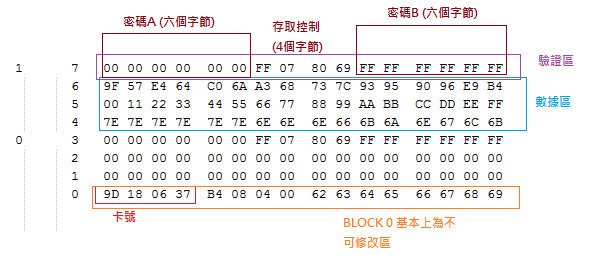 密碼A (六個字節)
存取控制
(4個字節)
密碼B (六個字節)
1 7 00 00 00 00 00 00 FF 07 80 69 FF FF FF FF FF FF
驗證區
6 9F 57 E4 64 C0 6A A3 68 73 7C 93 95 90 96 E9 B4
5 00 11 22 33 44 55 66 77 88 99 AA BB CC DD EE FF
數據區
4 7E 7E 7E 7E 7E 6E 6E 6E 66 6B 6A 6E 67 6C 6B
0 3 00 00 00 00 00 00 FF 07 80 69 FF FF FF FF FF FF
2 00 00 00 00 00 00 00 00 00 00 00 00 00 00 00 00
1 00 00 00 00 00 00 00 00 00 00 00 00 00 00 00 00
0 9D 18 06 37 B4 08 04 00 62 63 64 65 66 67 68 69
卡號
BLOCK 0 基本上為不
可修改區